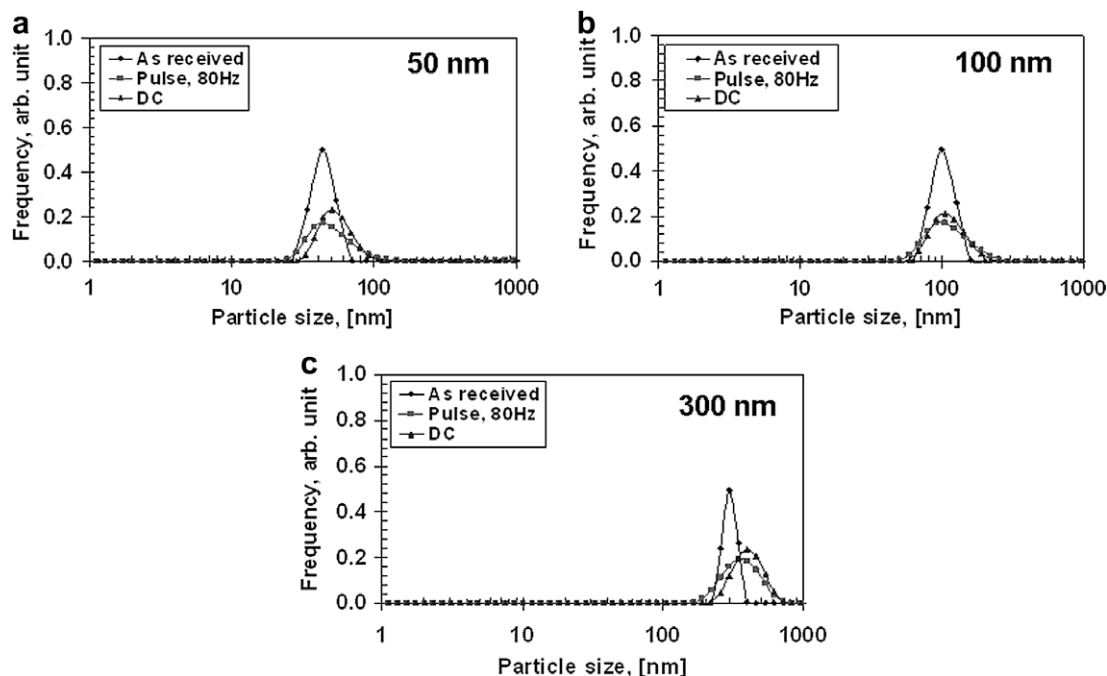 a
Frequency, arb. unit
1.0
0.8
0.6
0.4
0.2
0.0
As received
Pulse, 80Hz
DC
50 nm
1 10 100 1000
Particle size, [nm]
b
Frequency, arb. unit
1.0
0.8
0.6
0.4
0.2
0.0
As received
Pulse, 80Hz
DC
100 nm
1 10 100 1000
Particle size, [nm]
c
Frequency, arb. unit
1.0
0.8
0.6
0.4
0.2
0.0
As received
Pulse, 80Hz
DC
300 nm
1 10 100 1000
Particle size, [nm]